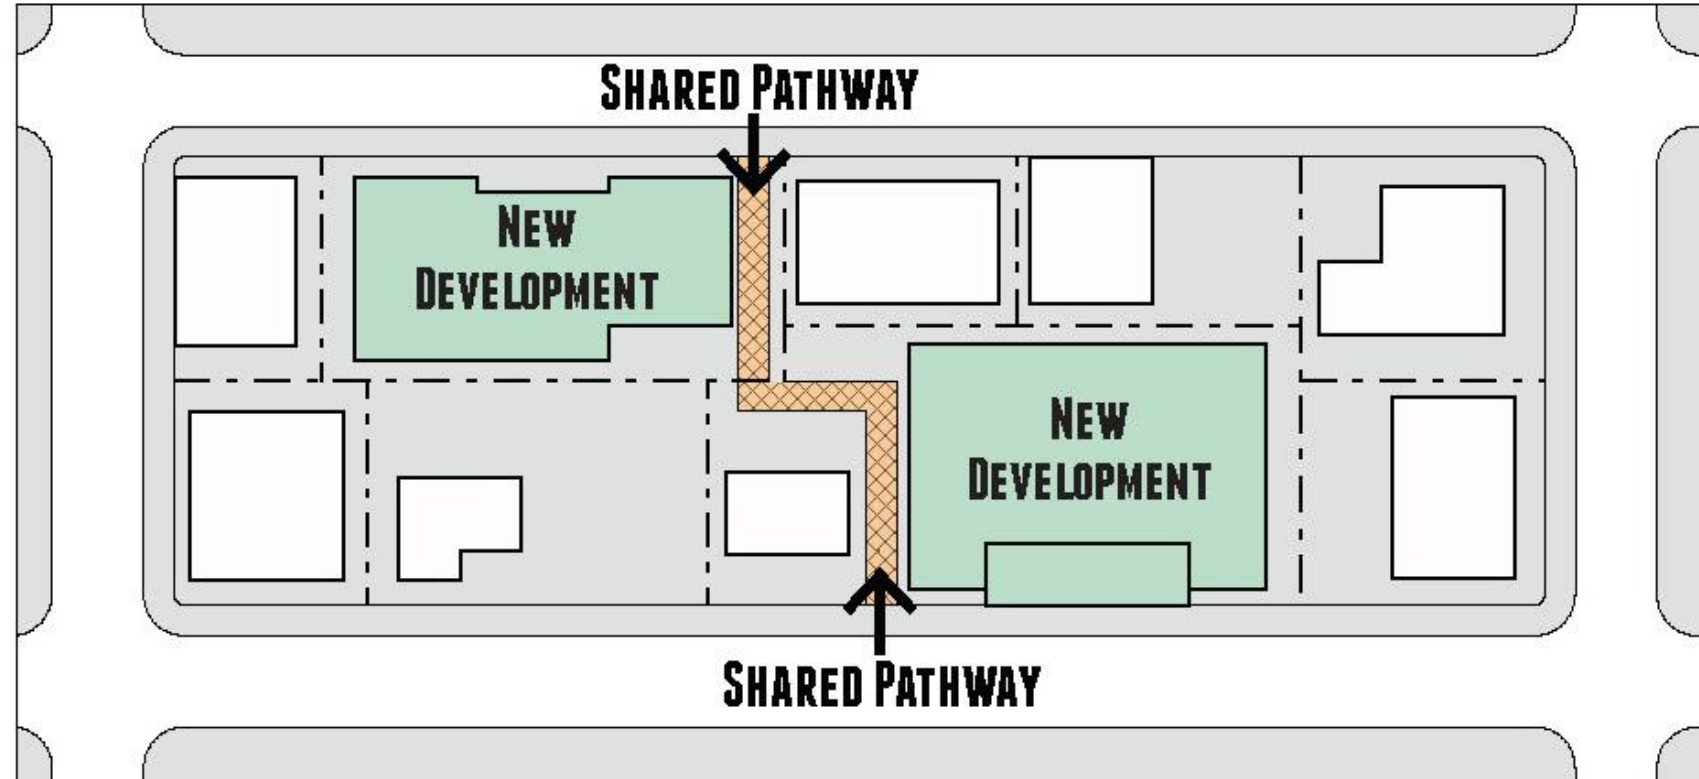 Shared Pathway
New
Development
New
Development
Shared Pathway